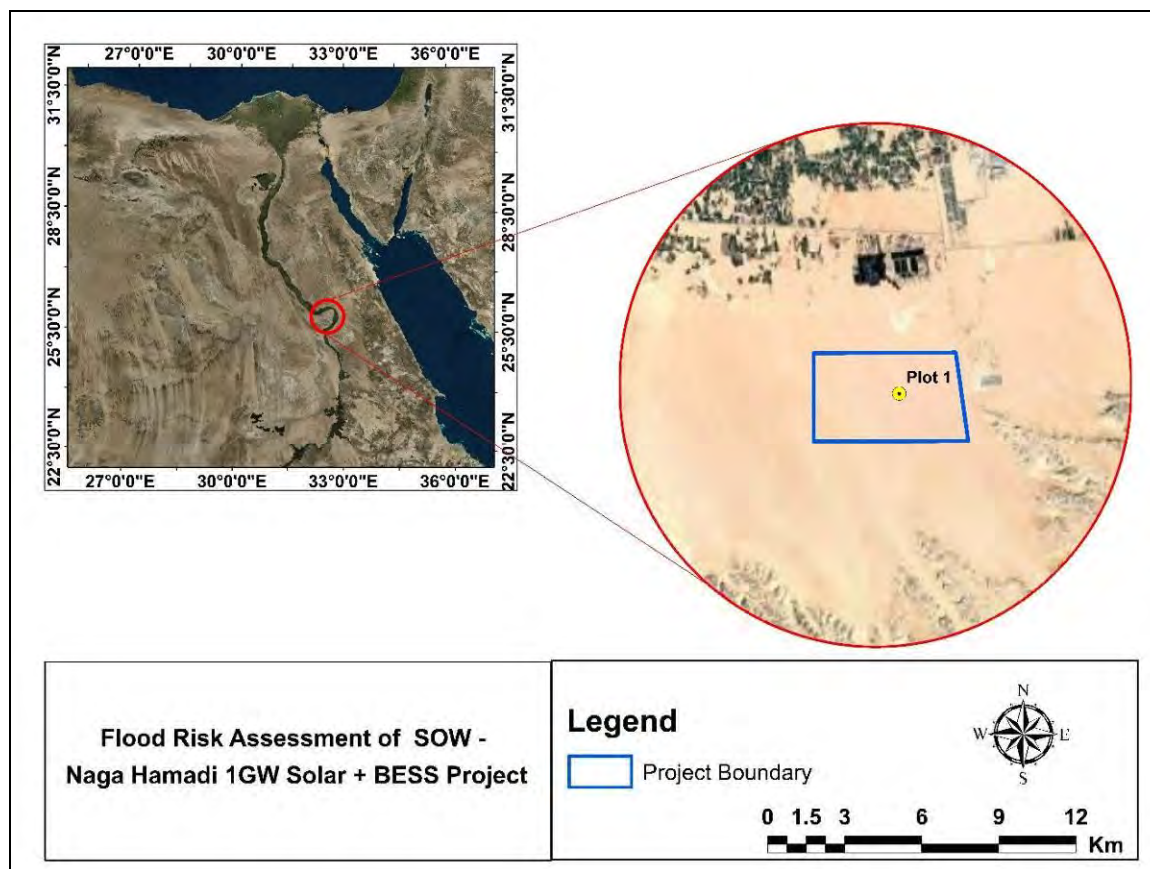 27°0'0"E 30°0'0"E 33°0'0"E 36°0'0"E
31°30'0"N
28°30'0"N
25°30'0"N
22°30'0"N
31°30'0"N
28°30'0"N
25°30'0"N
22°30'0"N
27°0'0"E 30°0'0"E 33°0'0"E 36°0'0"E
Plot 1
Flood Risk Assessment of SOW -
Naga Hamadi 1GW Solar + BESS Project
Legend
Project Boundary
N
W E
S
0 1.5 3 6 9 12
Km